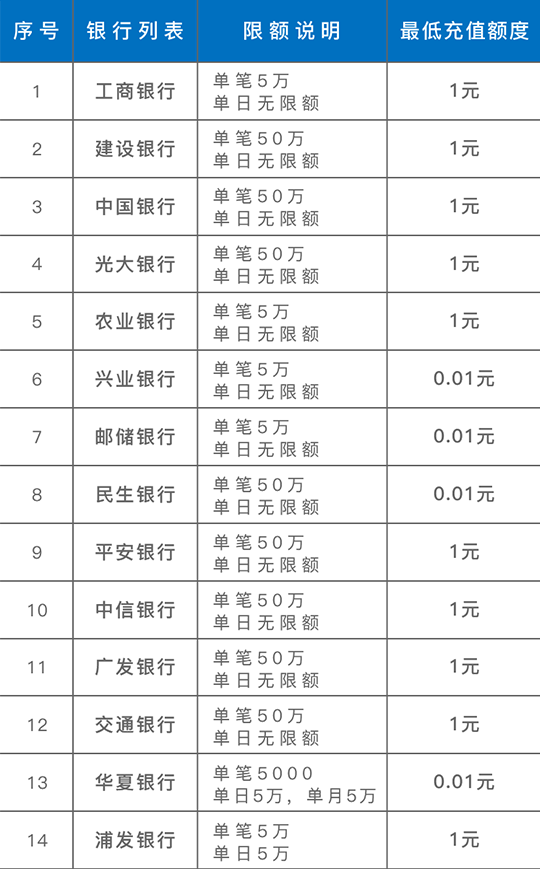 序号 银行列表 限额说明 最低充值额度
1 工商银行 单笔5万 1元
单日无限额
2 建设银行 单笔50万 1元
单日无限额
3 中国银行 单笔50万 1元
单日无限额
4 光大银行 单笔50万 1元
单日无限额
5 农业银行 单笔5万 1元
单日无限额
6 兴业银行 单笔5万 0.01元
单日无限额
7 邮储银行 单笔5万 0.01元
单日无限额
8 民生银行 单笔50万 0.01元
单日无限额
9 平安银行 单笔50万 1元
单日无限额
10 中信银行 单笔50万 1元
单日无限额
11 广发银行 单笔50万 1元
单日无限额
12 交通银行 单笔50万 1元
单日无限额
13 华夏银行 单笔5000 0.01元
单日5万，单月5万
14 浦发银行 单笔5万 1元
单日5万